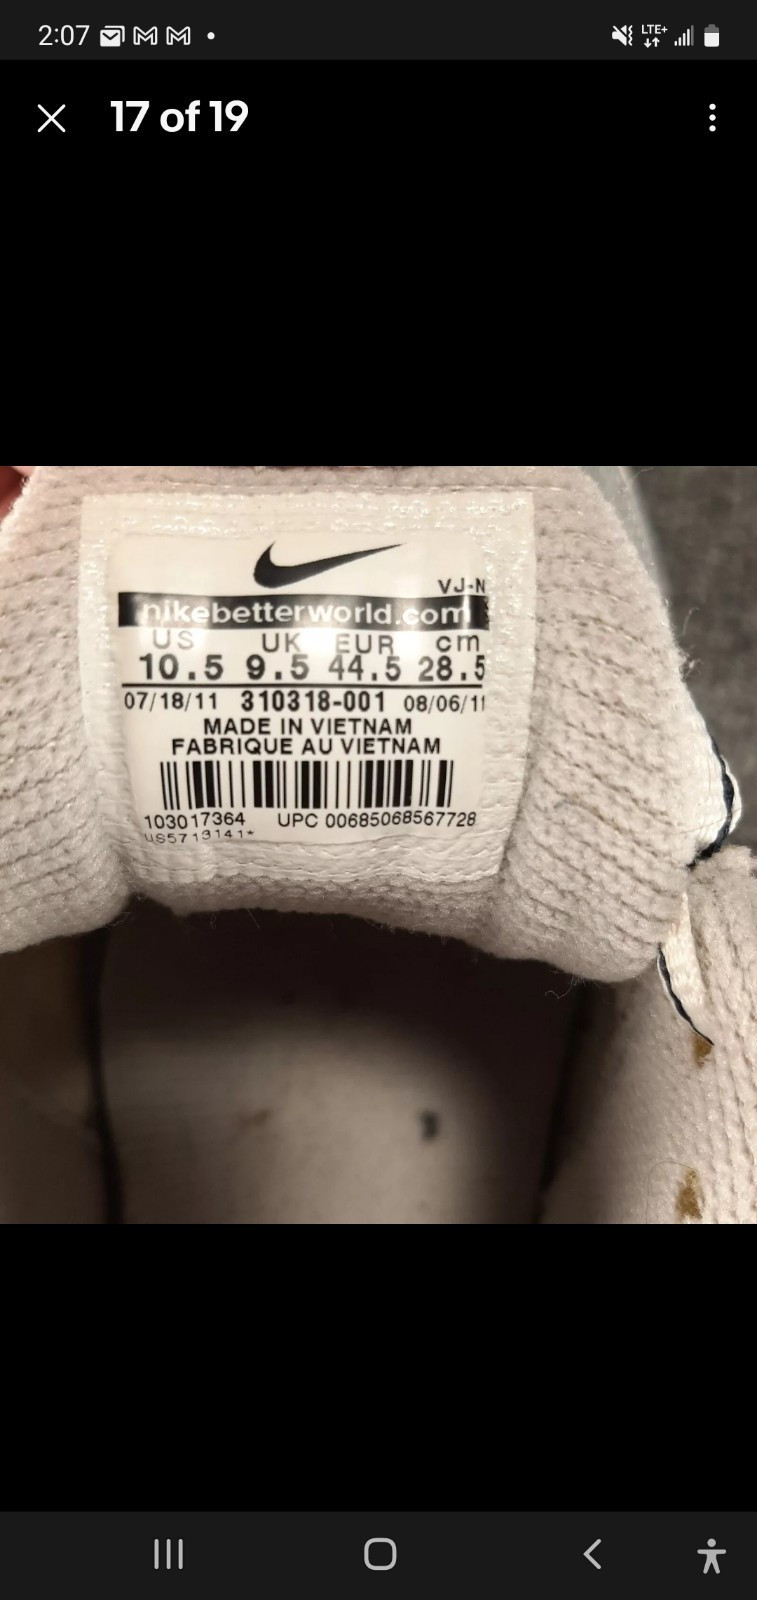 2:07
LTE+
17 of 19
VJ-N
nikebetterworld.com
US UK EUR cm
10.5 9.5 44.5 28.5
07/18/11 310318-001 08/06/11
MADE IN VIETNAM
FABRIQUE AU VIETNAM
103017364 UPC 00685068567728
US5713141*